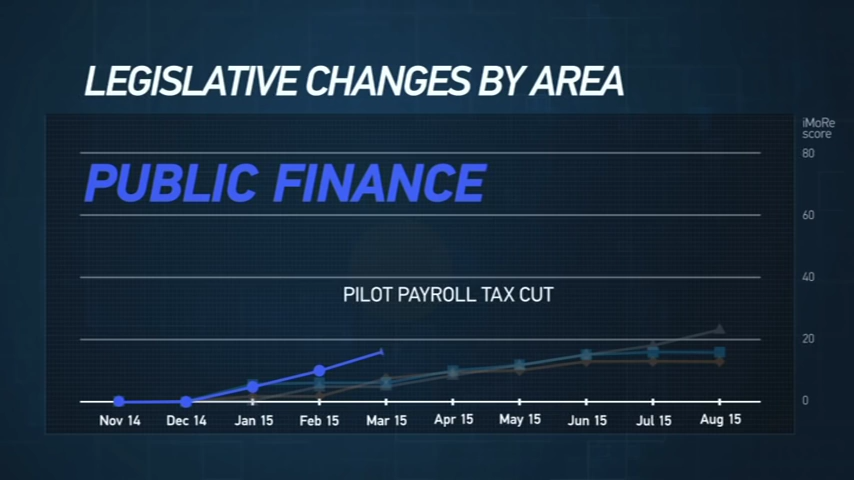 LEGISLATIVE CHANGES BY AREA
iMoRe
score
80
PUBLIC FINANCE
60
40
PILOT PAYROLL TAX CUT
20
0
Nov 14 Dec 14 Jan 15 Feb 15 Mar 15 Apr 15 May 15 Jun 15 Jul 15 Aug 15